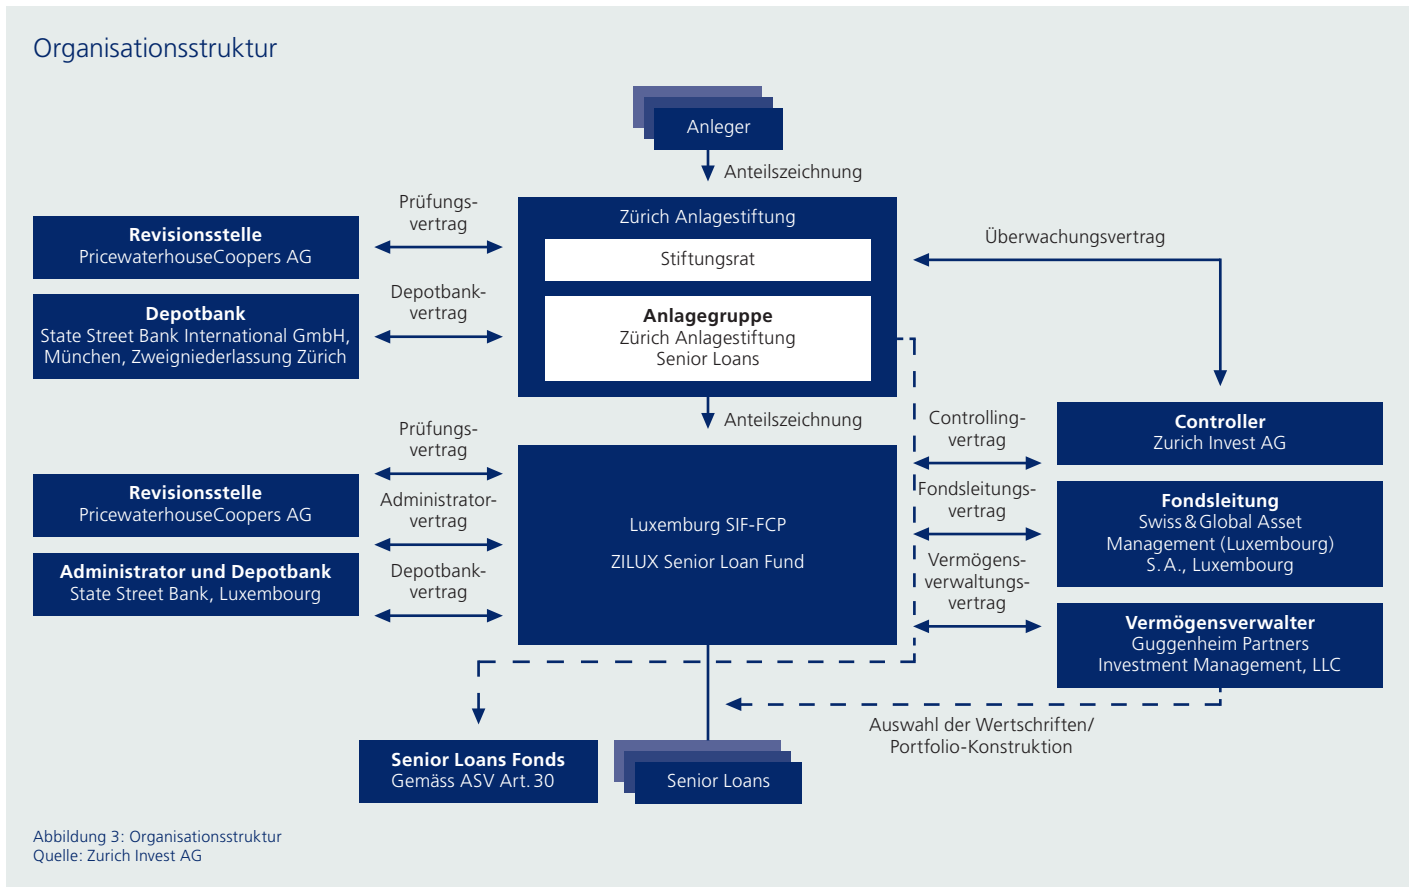 Organisationsstruktur
Anleger
Anteilszeichnung
Prüfungs-
vertrag
Revisionsstelle
PricewaterhouseCoopers AG
Depotbank-
vertrag
Depotbank
State Street Bank International GmbH,
München, Zweigniederlassung Zürich
Zürich Anlagestiftung
Stiftungsrat
Anlagegruppe
Zürich Anlagestiftung
Senior Loans
Überwachungsvertrag
Anteilszeichnung
Prüfungs-
vertrag
Revisionsstelle
PricewaterhouseCoopers AG
Administrator-
vertrag
Administrator und Depotbank
State Street Bank, Luxembourg
Depotbank-
vertrag
Luxemburg SIF-FCP
ZILUX Senior Loan Fund
Controlling-
vertrag
Controller
Zurich Invest AG
Fondsleitungs-
vertrag
Fondsleitung
Swiss & Global Asset
Management (Luxembourg)
S. A., Luxembourg
Vermögens-
verwaltungs-
vertrag
Vermögensverwalter
Guggenheim Partners
Investment Management, LLC
Auswahl der Wertschriften/
Portfolio-Konstruktion
Senior Loans Fonds
Gemäss ASV Art. 30
Senior Loans
Abbildung 3: Organisationsstruktur
Quelle: Zurich Invest AG